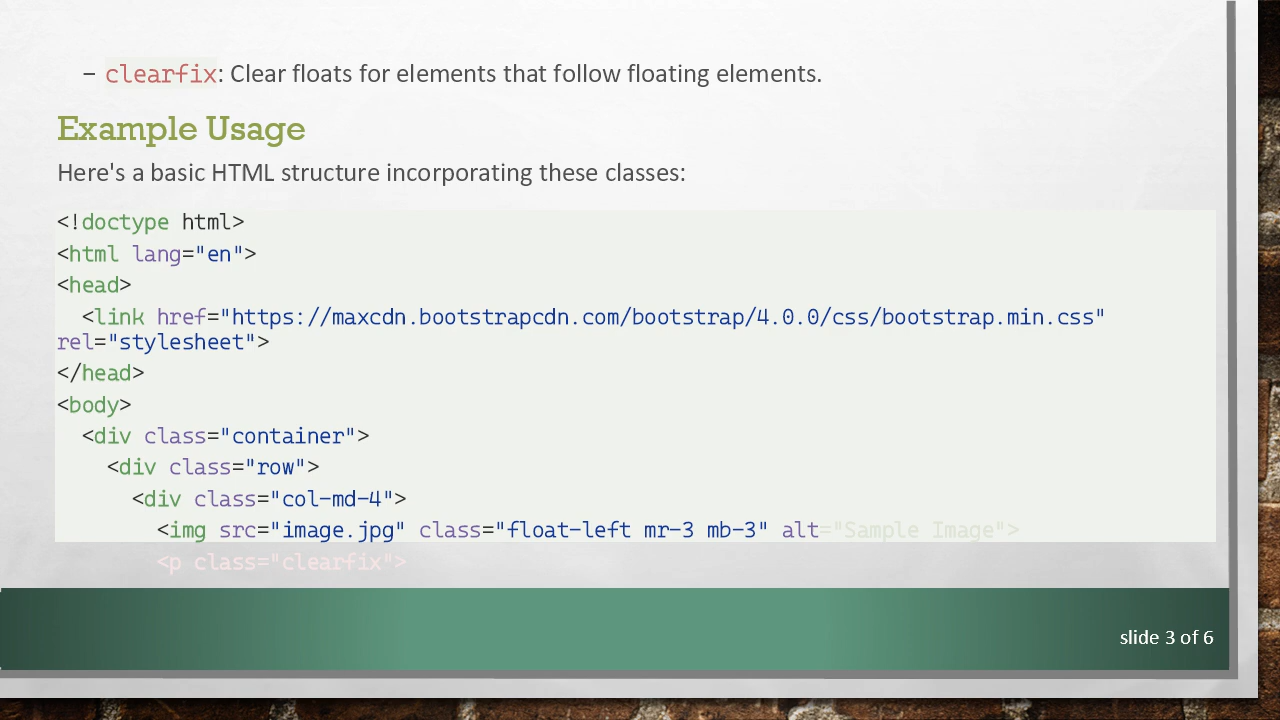 – clearfix: Clear floats for elements that follow floating elements.
Example Usage
Here's a basic HTML structure incorporating these classes:
<!doctype html>
<html lang="en">
<head>
  <link href="https://maxcdn.bootstrapcdn.com/bootstrap/4.0.0/css/bootstrap.min.css"
rel="stylesheet">
</head>
<body>
  <div class="container">
    <div class="row">
      <div class="col-md-4">
        <img src="image.jpg" class="float-left mr-3 mb-3" alt="Sample Image">
        <p class="clearfix">
slide 3 of 6